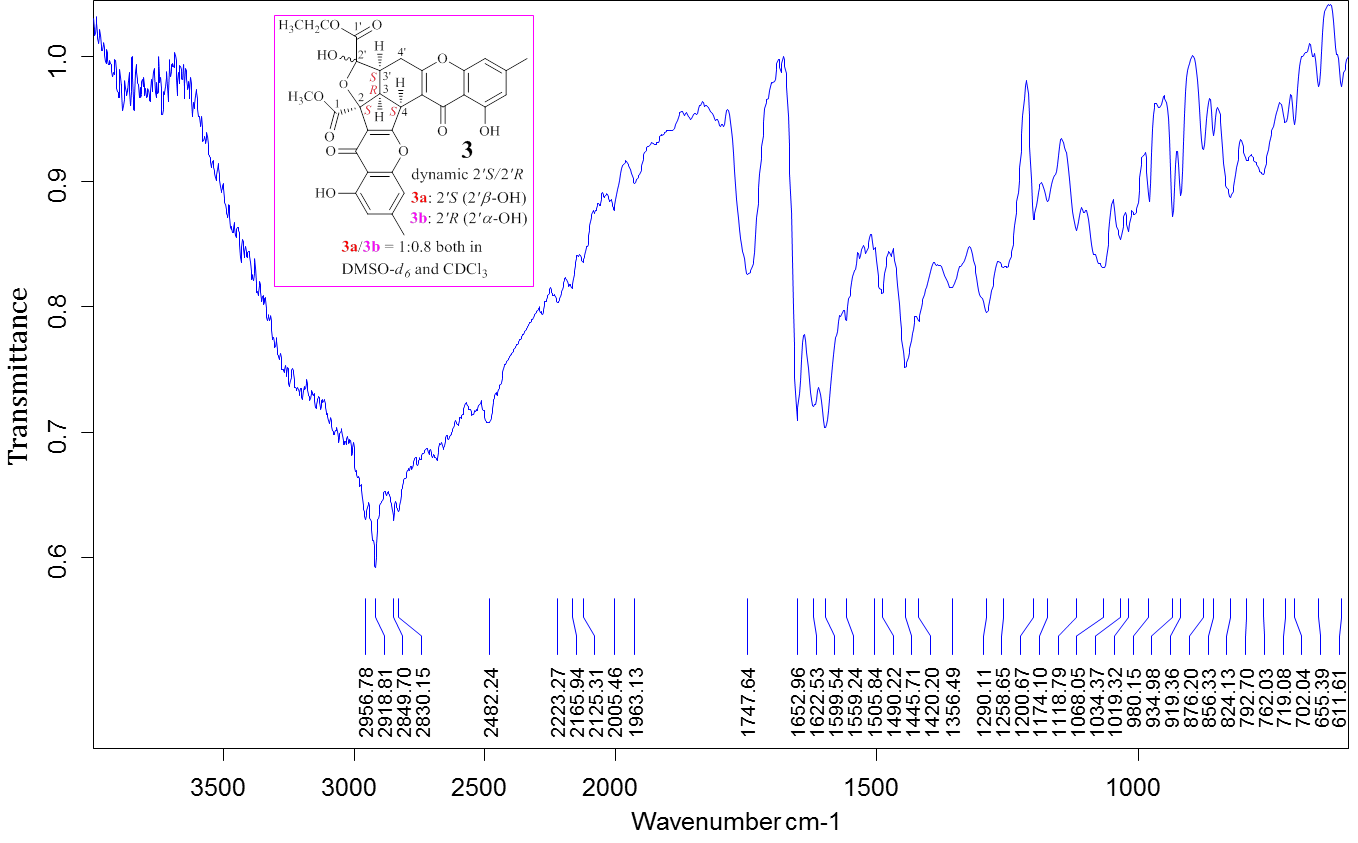 1.0
0.9
0.8
0.7
0.6
Transmittance
H₃CH₂CO
1'
O
HO
2'
H
4'
O
S
3'
H
O
R
3
H₃CO
1
2
S
H
S
4
O
O
OH
O
O
3
HO
dynamic 2'S/2'R
3a: 2'S (2'β-OH)
3b: 2'R (2'α-OH)
3a/3b = 1:0.8 both in
DMSO-d₆ and CDCl₃
2956.78
2918.81
2849.70
2830.15
2482.24
2223.27
2165.94
2125.31
2005.46
1963.13
1747.64
1652.96
1622.53
1599.54
1559.24
1505.84
1490.22
1445.71
1420.20
1356.49
1290.11
1258.65
1200.67
1174.10
1118.79
1068.05
1034.37
1019.32
980.15
934.98
919.36
876.20
856.33
824.13
792.70
762.03
719.08
702.04
655.39
611.61
3500
3000
2500
2000
1500
1000
Wavenumber cm-1